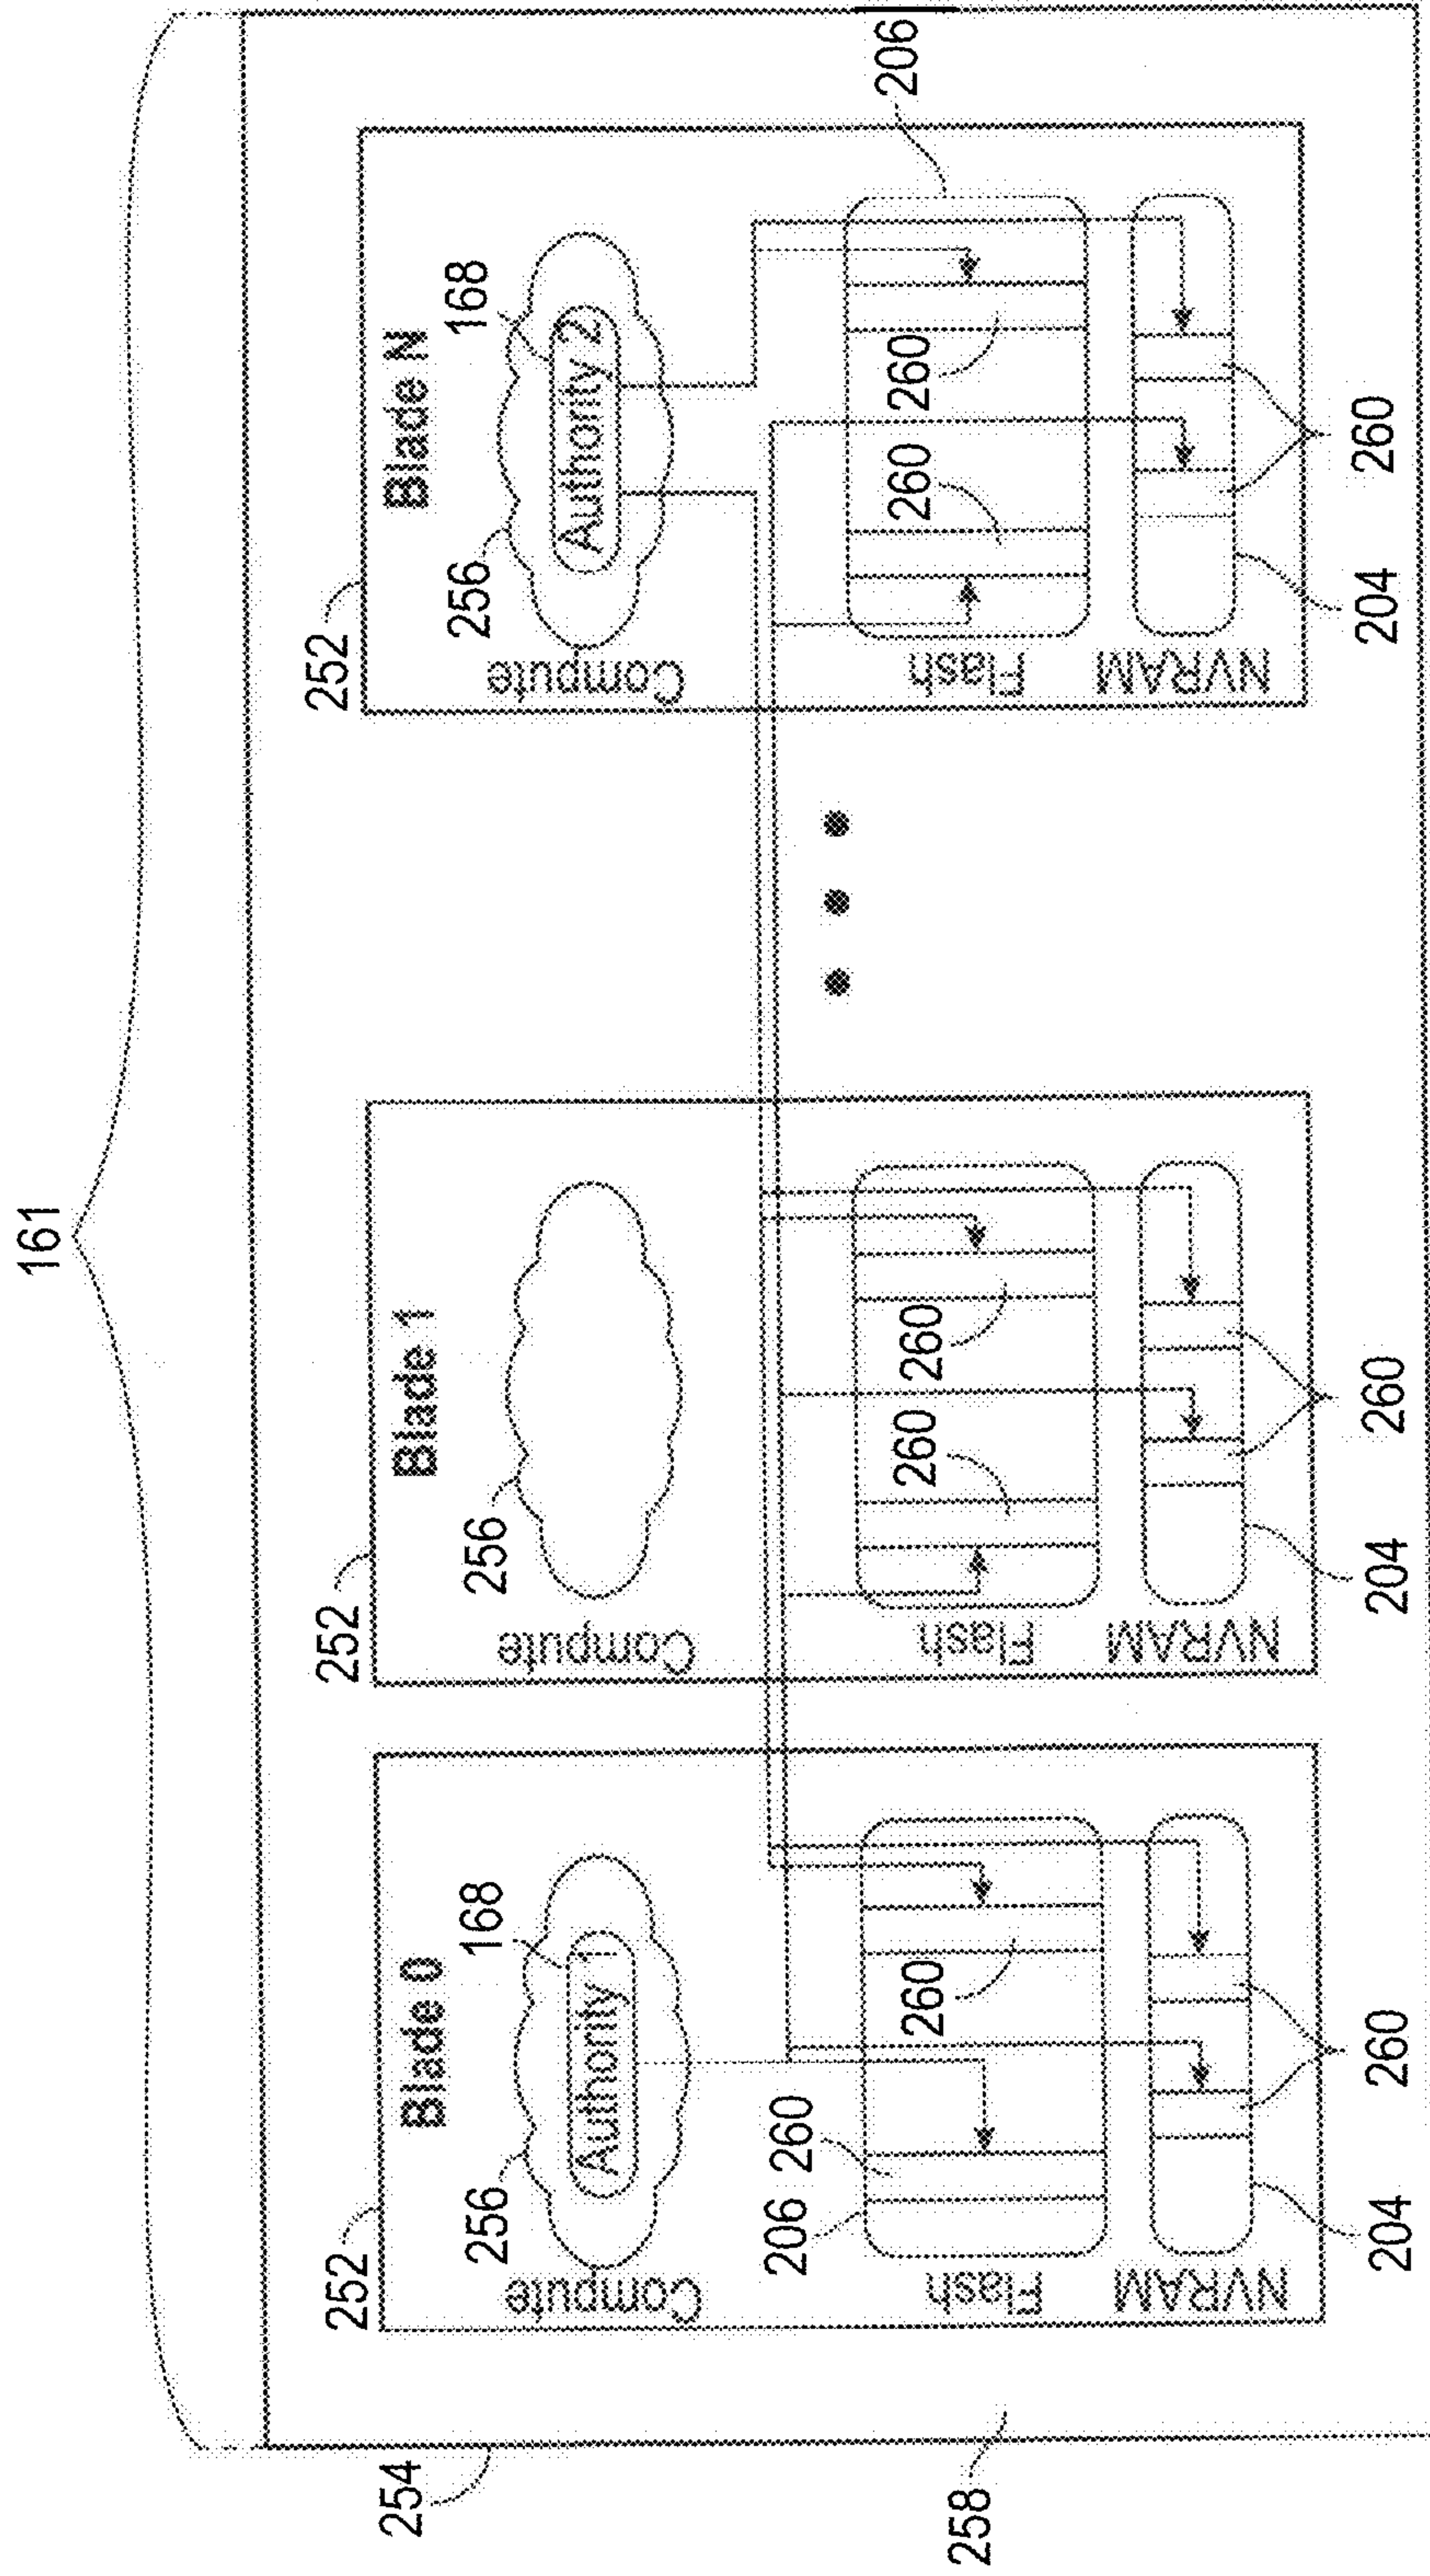 161
254
258
252
Blade 0
256
168
Authority 1
Compute
206
260
260
Flash
NVRAM
204
260
252
Blade 1
256
Compute
260
260
Flash
NVRAM
204
260
252
Blade N
256
168
Authority 2
Compute
206
260
260
Flash
NVRAM
204
260